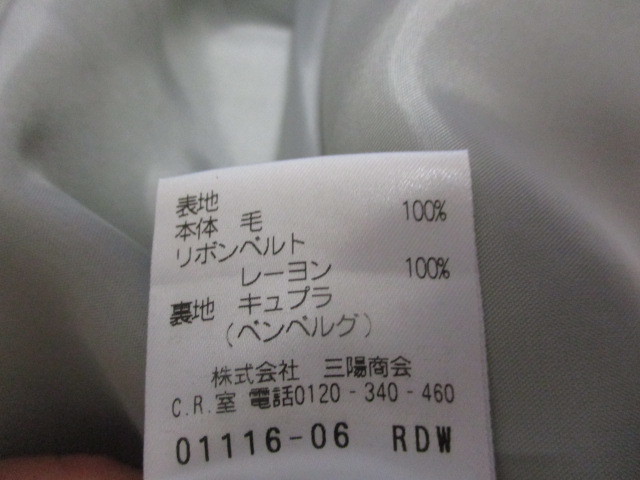 表地
本体 毛 100%
リボンベルト
レーヨン 100%
裏地 キュプラ
(ベンベルグ)
株式会社 三陽商会
C.R.室 電話0120-340-460
01116-06 RDW